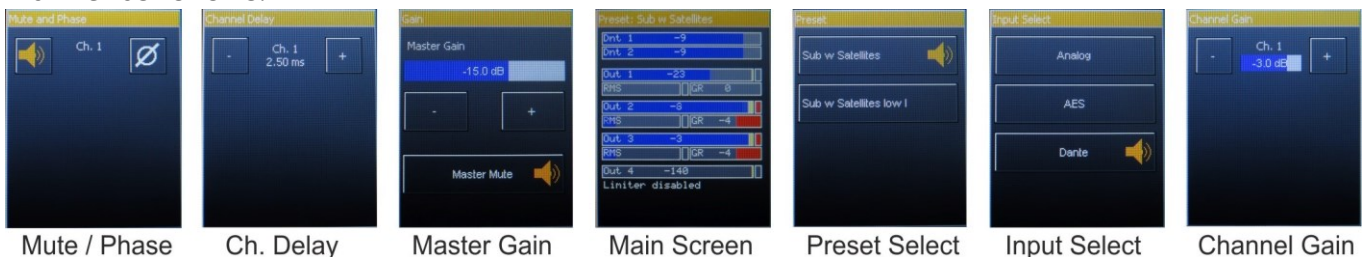 Mute and Phase
Ch. 1
Channel Delay
-
Ch. 1
2.50 ms
+
Gain
Master Gain
-15.0 dB
-
+
Master Mute
Preset: Sub w Satellites
Dnt 1 -9
Dnt 2 -9
Out 1 -23
RMS GR 0
Out 2 -6
RMS GR -4
Out 3 -3
RMS GR -4
Out 4 -140
Limiter disabled
Preset
Sub w Satellites
Sub w Satellites low l
Input Select
Analog
AES
Dante
Channel Gain
-
Ch. 1
-3.0 dB
+
Mute / Phase
Ch. Delay
Master Gain
Main Screen
Preset Select
Input Select
Channel Gain